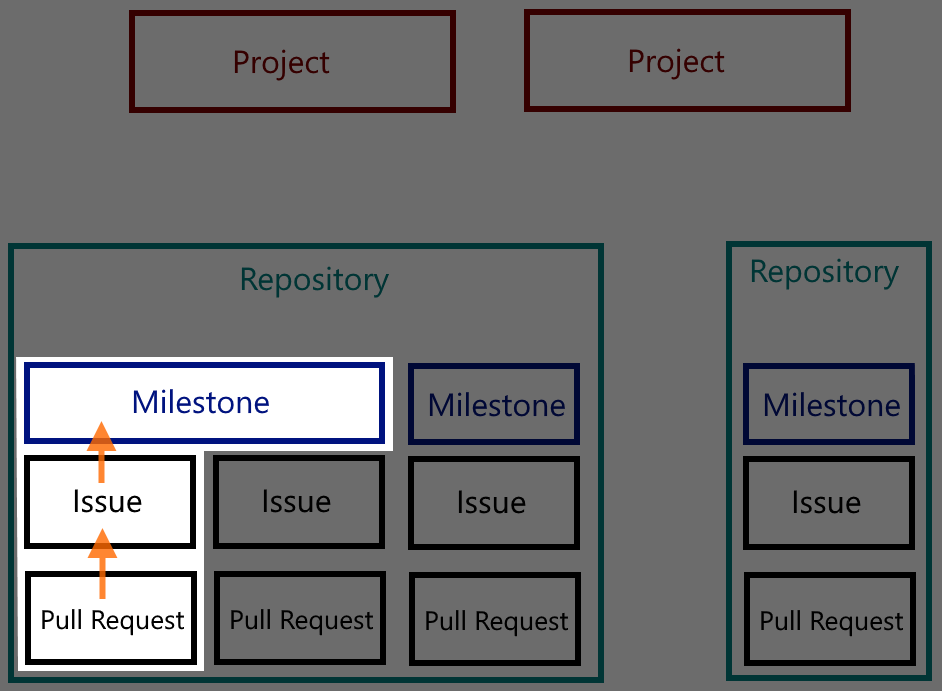 Project
Project
Repository
Repository
Milestone
Milestone
Milestone
Issue
Issue
Issue
Issue
Pull Request
Pull Request
Pull Request
Pull Request